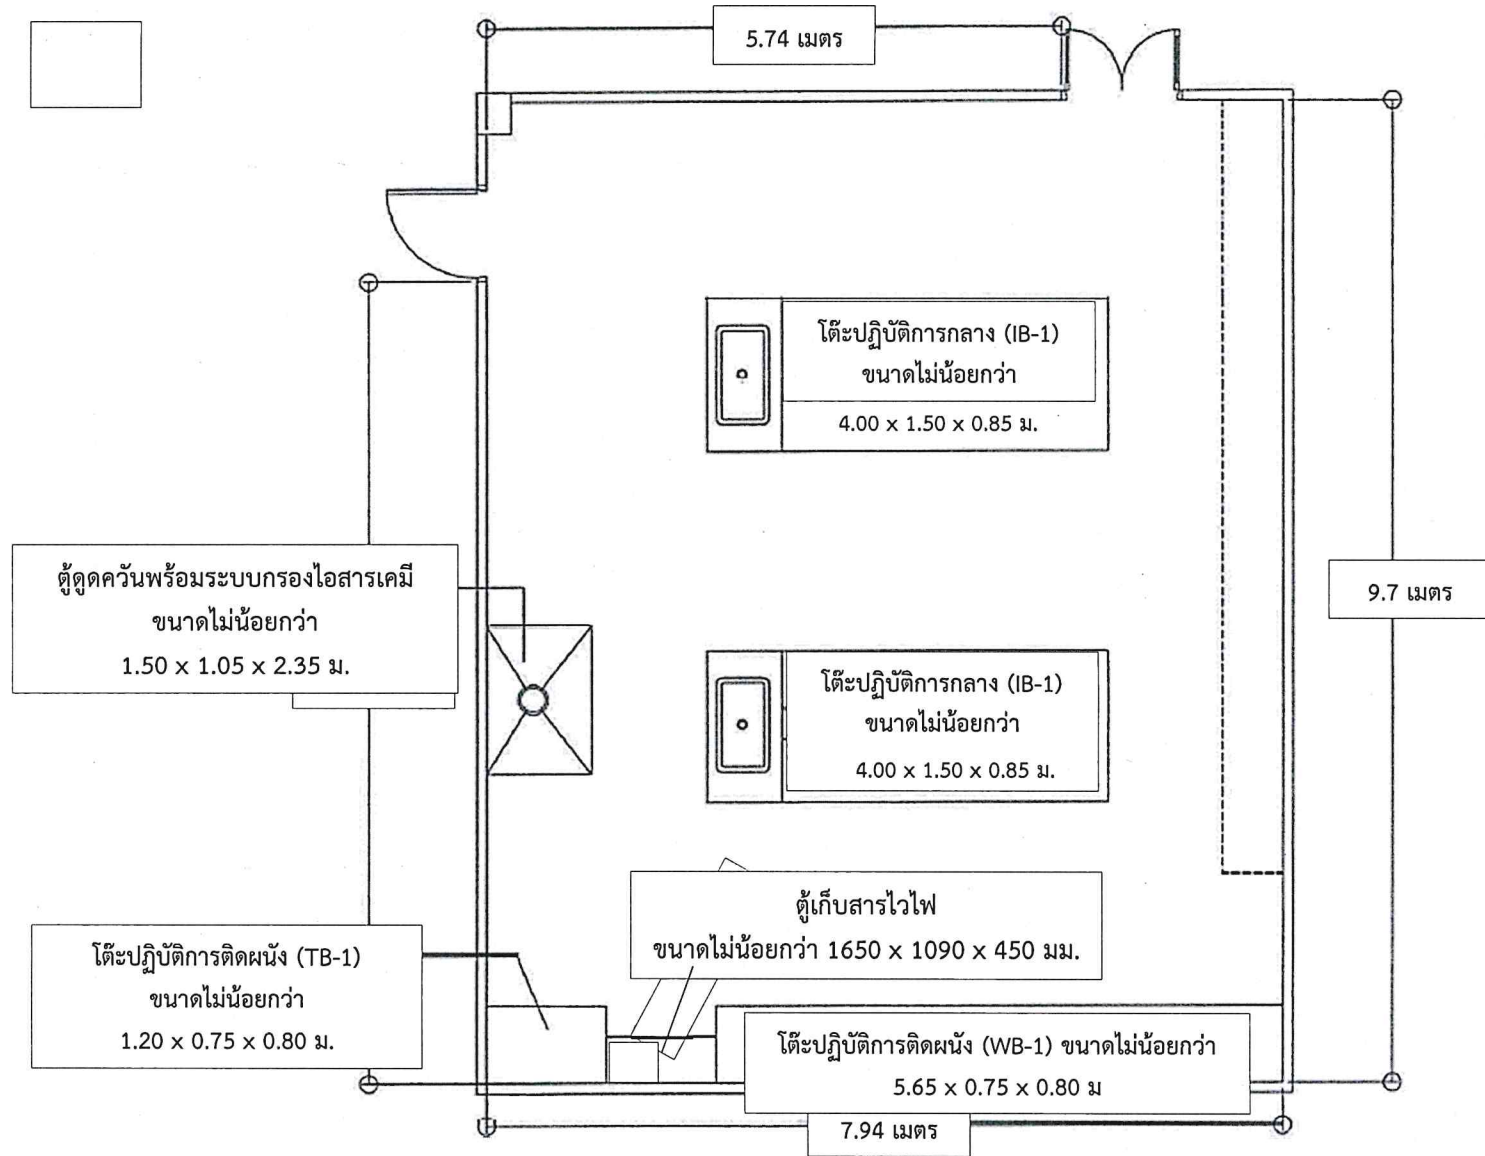 5.74 เมตร
โต๊ะปฏิบัติการกลาง (IB-1)
ขนาดไม่น้อยกว่า
4.00 x 1.50 x 0.85 ม.
ตู้ดูดควันพร้อมระบบกรองไอสารเคมี
ขนาดไม่น้อยกว่า
1.50 x 1.05 x 2.35 ม.
9.7 เมตร
โต๊ะปฏิบัติการกลาง (IB-1)
ขนาดไม่น้อยกว่า
4.00 x 1.50 x 0.85 ม.
ตู้เก็บสารไวไฟ
ขนาดไม่น้อยกว่า 1650 x 1090 x 450 มม.
โต๊ะปฏิบัติการติดผนัง (TB-1)
ขนาดไม่น้อยกว่า
1.20 x 0.75 x 0.80 ม.
โต๊ะปฏิบัติการติดผนัง (WB-1) ขนาดไม่น้อยกว่า
5.65 x 0.75 x 0.80 ม
7.94 เมตร